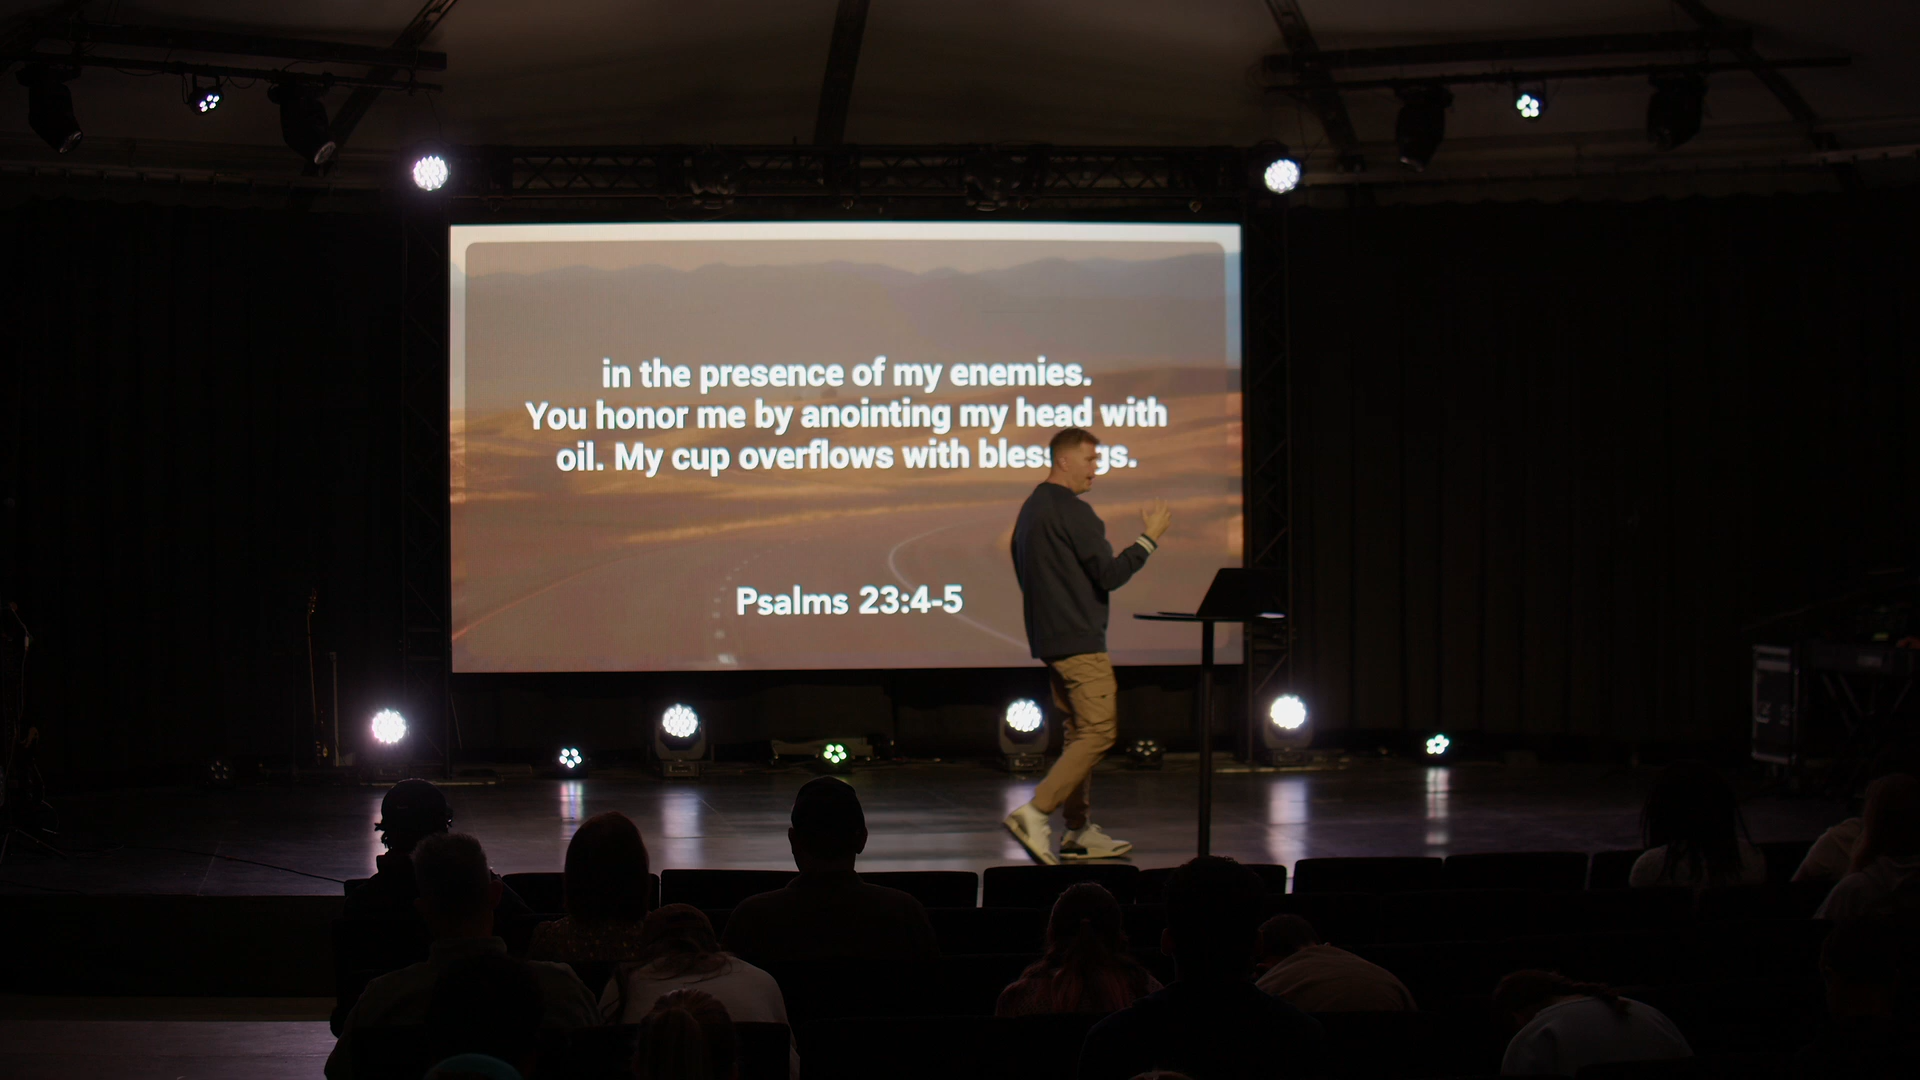 in the presence of my enemies.
You honor me by anointing my head with
oil. My cup overflows with blessings.
Psalms 23:4-5